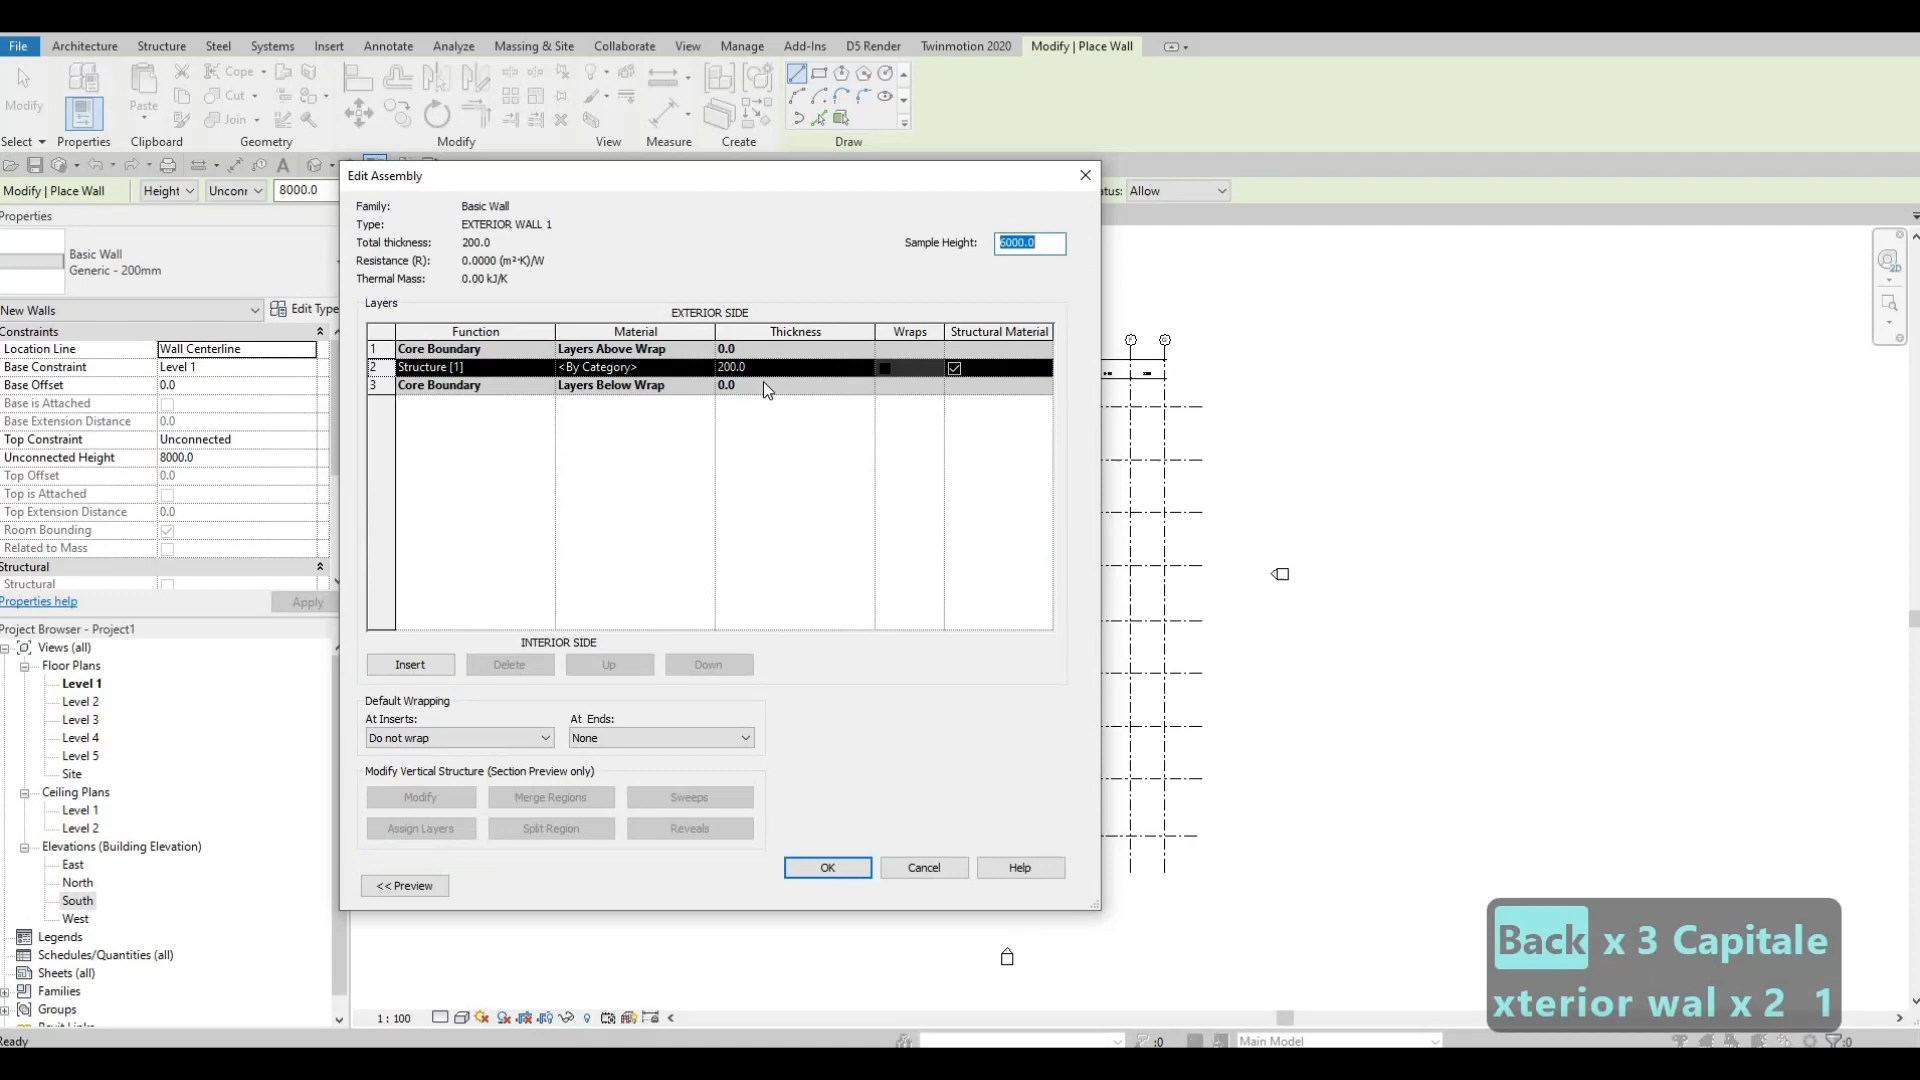 File Architecture Structure Steel Systems Insert Annotate Analyze Massing & Site Collaborate View Manage Add-Ins D5 Render Twinmotion 2020 Modify | Place Wall
Modify Paste Cope Cut Join
Select Properties Clipboard Geometry Modify View Measure Create Draw
Modify | Place Wall Height Uncon 8000.0 atus: Allow
Properties
Basic Wall
Generic - 200mm
New Walls Edit Type
Constraints
Location Line Wall Centerline
Base Constraint Level 1
Base Offset 0.0
Base is Attached
Base Extension Distance 0.0
Top Constraint Unconnected
Unconnected Height 8000.0
Top Offset 0.0
Top is Attached
Top Extension Distance 0.0
Room Bounding
Related to Mass
Structural
Structural
Properties help Apply
Project Browser - Project1
Views (all)
Floor Plans
Level 1
Level 2
Level 3
Level 4
Level 5
Site
Ceiling Plans
Level 1
Level 2
Elevations (Building Elevation)
East
North
South
West
Legends
Schedules/Quantities (all)
Sheets (all)
Families
Groups
Revit Links
Edit Assembly
Family: Basic Wall
Type: EXTERIOR WALL 1
Total thickness: 200.0 Sample Height: 6000.0
Resistance (R): 0.0000 (m²·K)/W
Thermal Mass: 0.00 kJ/K
Layers
EXTERIOR SIDE
Function Material Thickness Wraps Structural Material
1 Core Boundary Layers Above Wrap 0.0
2 Structure [1] <By Category> 200.0
3 Core Boundary Layers Below Wrap 0.0
INTERIOR SIDE
Insert Delete Up Down
Default Wrapping
At Inserts: At Ends:
Do not wrap None
Modify Vertical Structure (Section Preview only)
Modify Merge Regions Sweeps
Assign Layers Split Region Reveals
OK Cancel Help
<< Preview
2D
Back x 3 Capitale
xterior wal x 2 1
1 : 100
Ready :0 Main Model :0